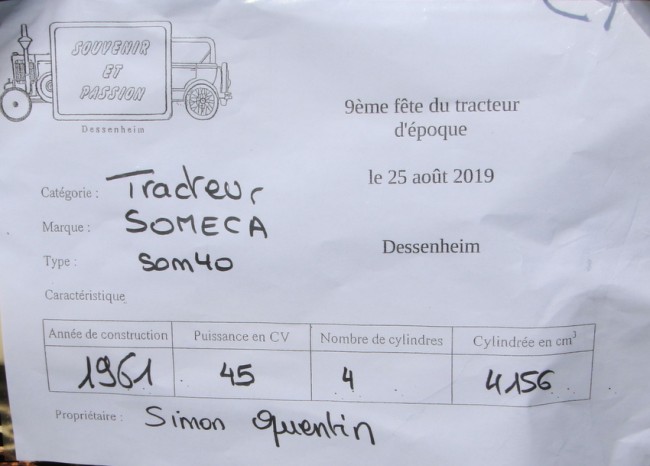 SOUVENIR
ET
PASSION
Dessenheim
9ème fête du tracteur
d'époque
le 25 août 2019
Dessenheim
Catégorie : Tracteur
Marque : SOMECA
Type : som40
Caractéristique
Année de construction Puissance en CV Nombre de cylindres Cylindrée en cm³
1961 45 4 4156
Propriétaire : Simon Quentin